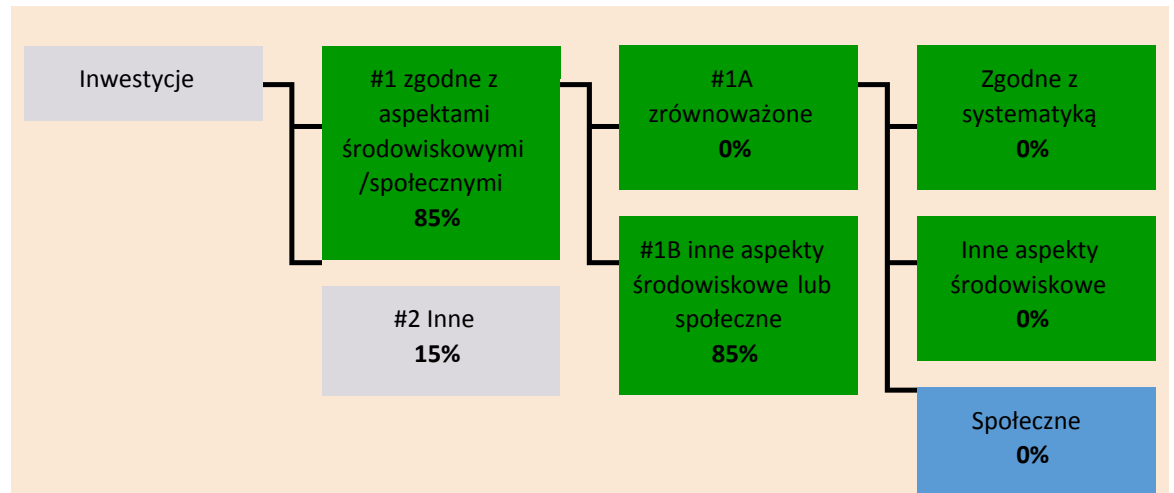 Inwestycje
#1 zgodne z
aspektami
środowiskowymi
/społecznymi
85%
#2 Inne
15%
#1A
zrównoważone
0%
#1B inne aspekty
środowiskowe lub
społeczne
85%
Zgodne z
systematyką
0%
Inne aspekty
środowiskowe
0%
Społeczne
0%